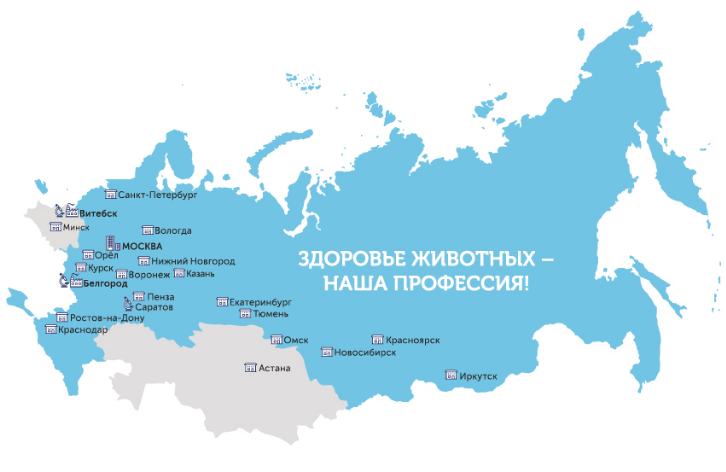 Санкт-Петербург
Витебск
Минск
Вологда
МОСКВА
Орёл
Нижний Новгород
Курск
Воронеж
Казань
Белгород
Пенза
Саратов
Екатеринбург
Тюмень
Ростов-на-Дону
Краснодар
Омск
Красноярск
Новосибирск
Астана
Иркутск
ЗДОРОВЬЕ ЖИВОТНЫХ –
НАША ПРОФЕССИЯ!